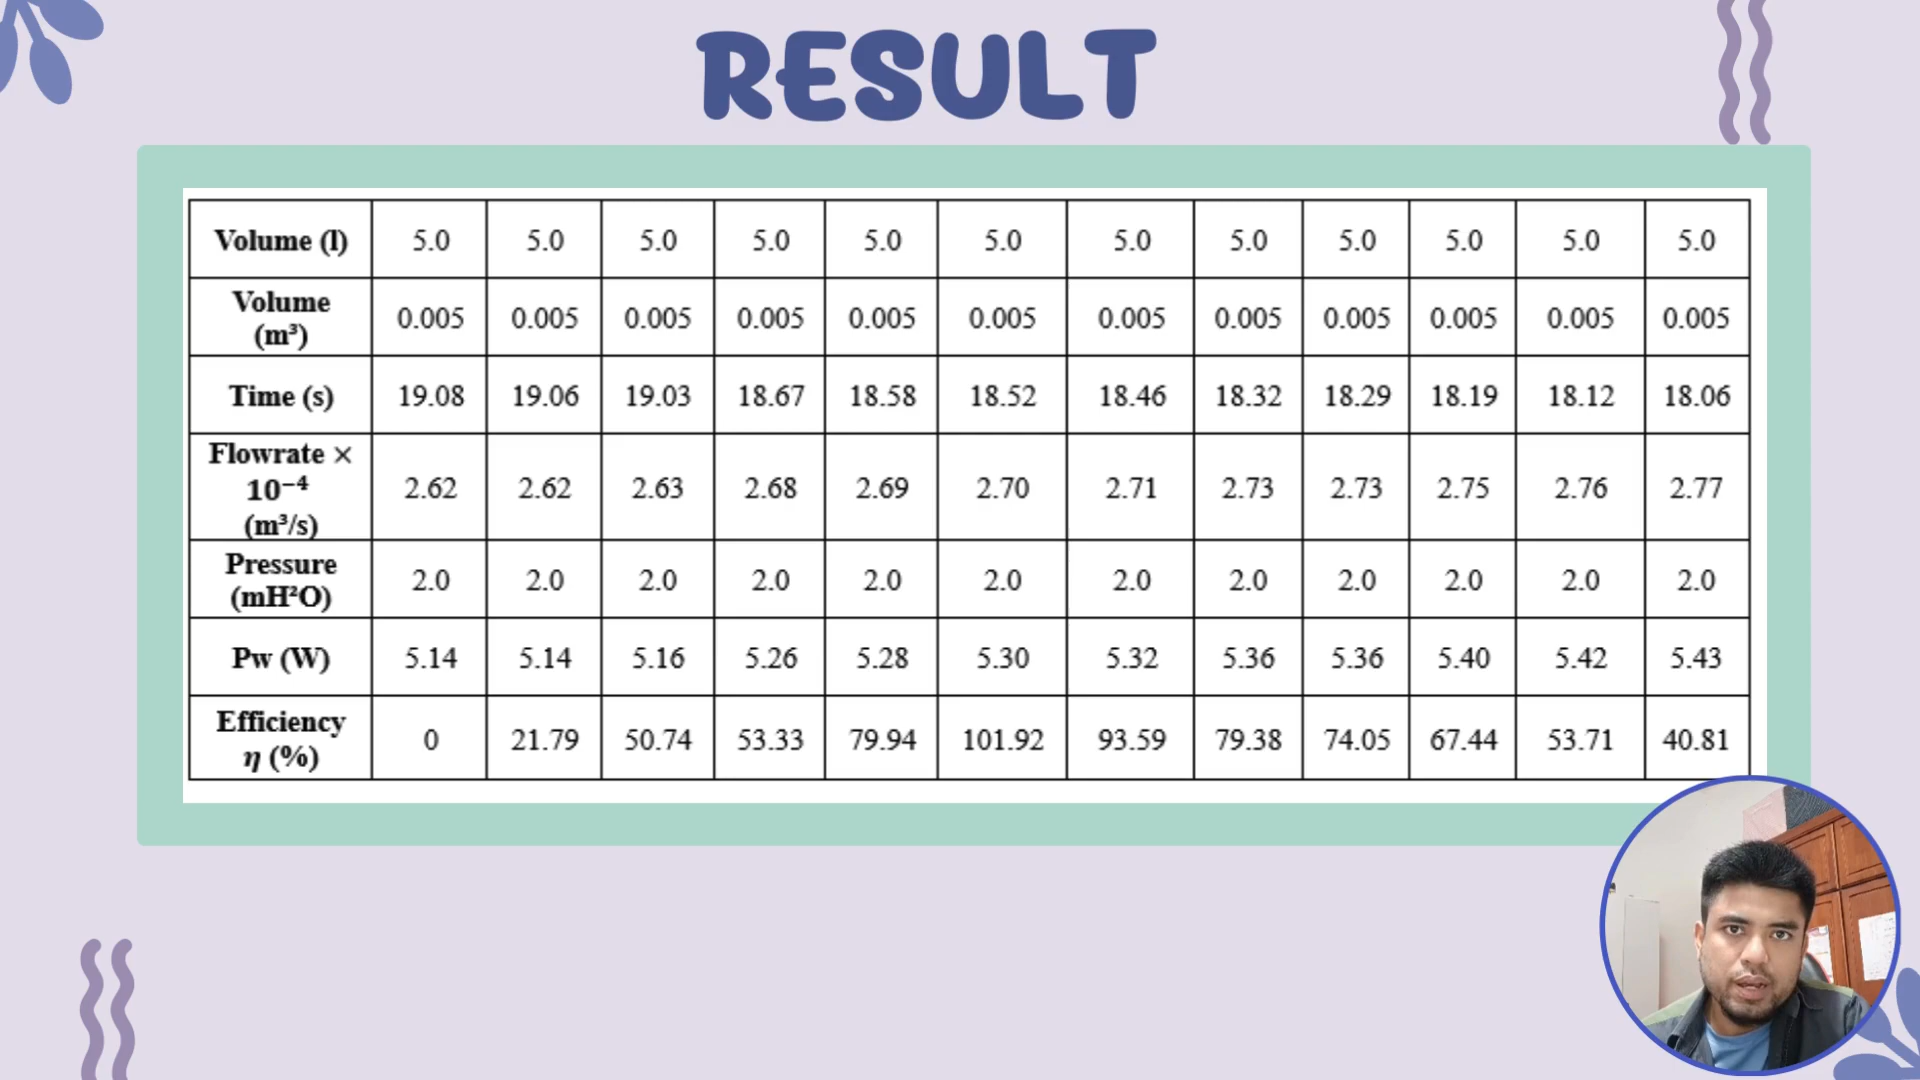 RESULT
Volume (l) 5.0 5.0 5.0 5.0 5.0 5.0 5.0 5.0 5.0 5.0 5.0 5.0
Volume
(m³) 0.005 0.005 0.005 0.005 0.005 0.005 0.005 0.005 0.005 0.005 0.005 0.005
Time (s) 19.08 19.06 19.03 18.67 18.58 18.52 18.46 18.32 18.29 18.19 18.12 18.06
Flowrate ×
10⁻⁴ 2.62 2.62 2.63 2.68 2.69 2.70 2.71 2.73 2.73 2.75 2.76 2.77
(m³/s)
Pressure
(mH²O) 2.0 2.0 2.0 2.0 2.0 2.0 2.0 2.0 2.0 2.0 2.0 2.0
Pw (W) 5.14 5.14 5.16 5.26 5.28 5.30 5.32 5.36 5.36 5.40 5.42 5.43
Efficiency
η (%) 0 21.79 50.74 53.33 79.94 101.92 93.59 79.38 74.05 67.44 53.71 40.81